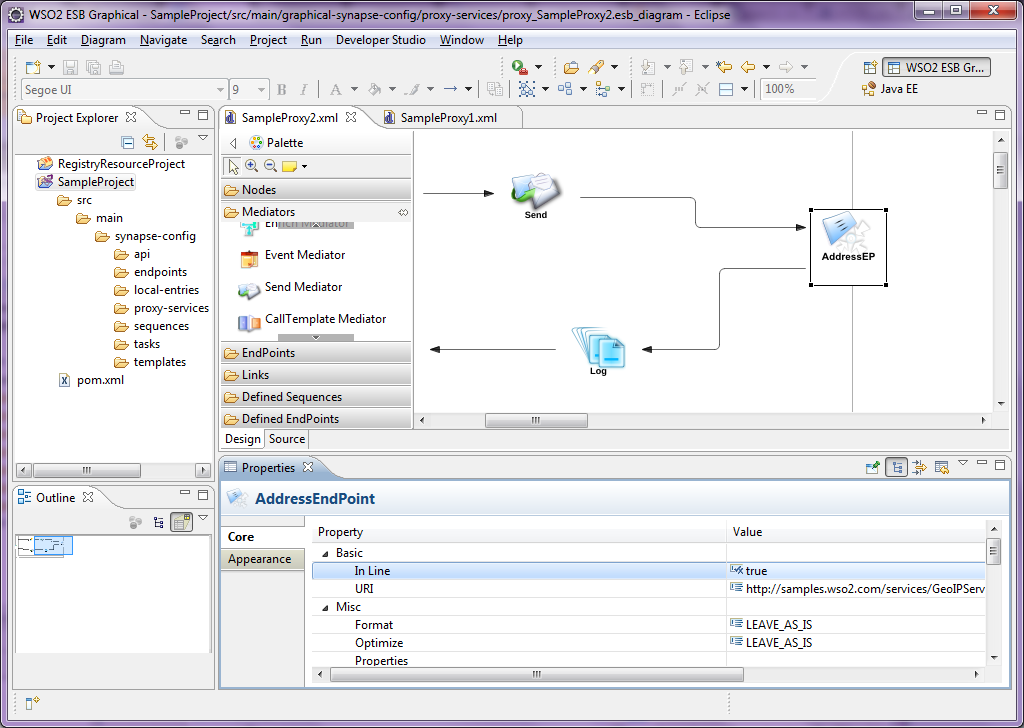 WSO2 ESB Graphical - SampleProject/src/main/graphical-synapse-config/proxy-services/proxy_SampleProxy2.esb_diagram - Eclipse
File Edit Diagram Navigate Search Project Run Developer Studio Window Help
WSO2 ESB Gr...
Segoe UI 9 B I A 100% Java EE
Project Explorer
RegistryResourceProject
SampleProject
src
main
synapse-config
api
endpoints
local-entries
proxy-services
sequences
tasks
templates
pom.xml
SampleProxy2.xml SampleProxy1.xml
Palette
Nodes
Mediators
Enrich Mediator
Event Mediator
Send Mediator
CallTemplate Mediator
EndPoints
Links
Defined Sequences
Defined EndPoints
Send
AddressEP
Log
Design Source
Outline
Properties
AddressEndPoint
Core
Appearance
Property Value
Basic
In Line true
URI http://samples.wso2.com/services/GeoIPServ
Misc
Format LEAVE_AS_IS
Optimize LEAVE_AS_IS
Properties